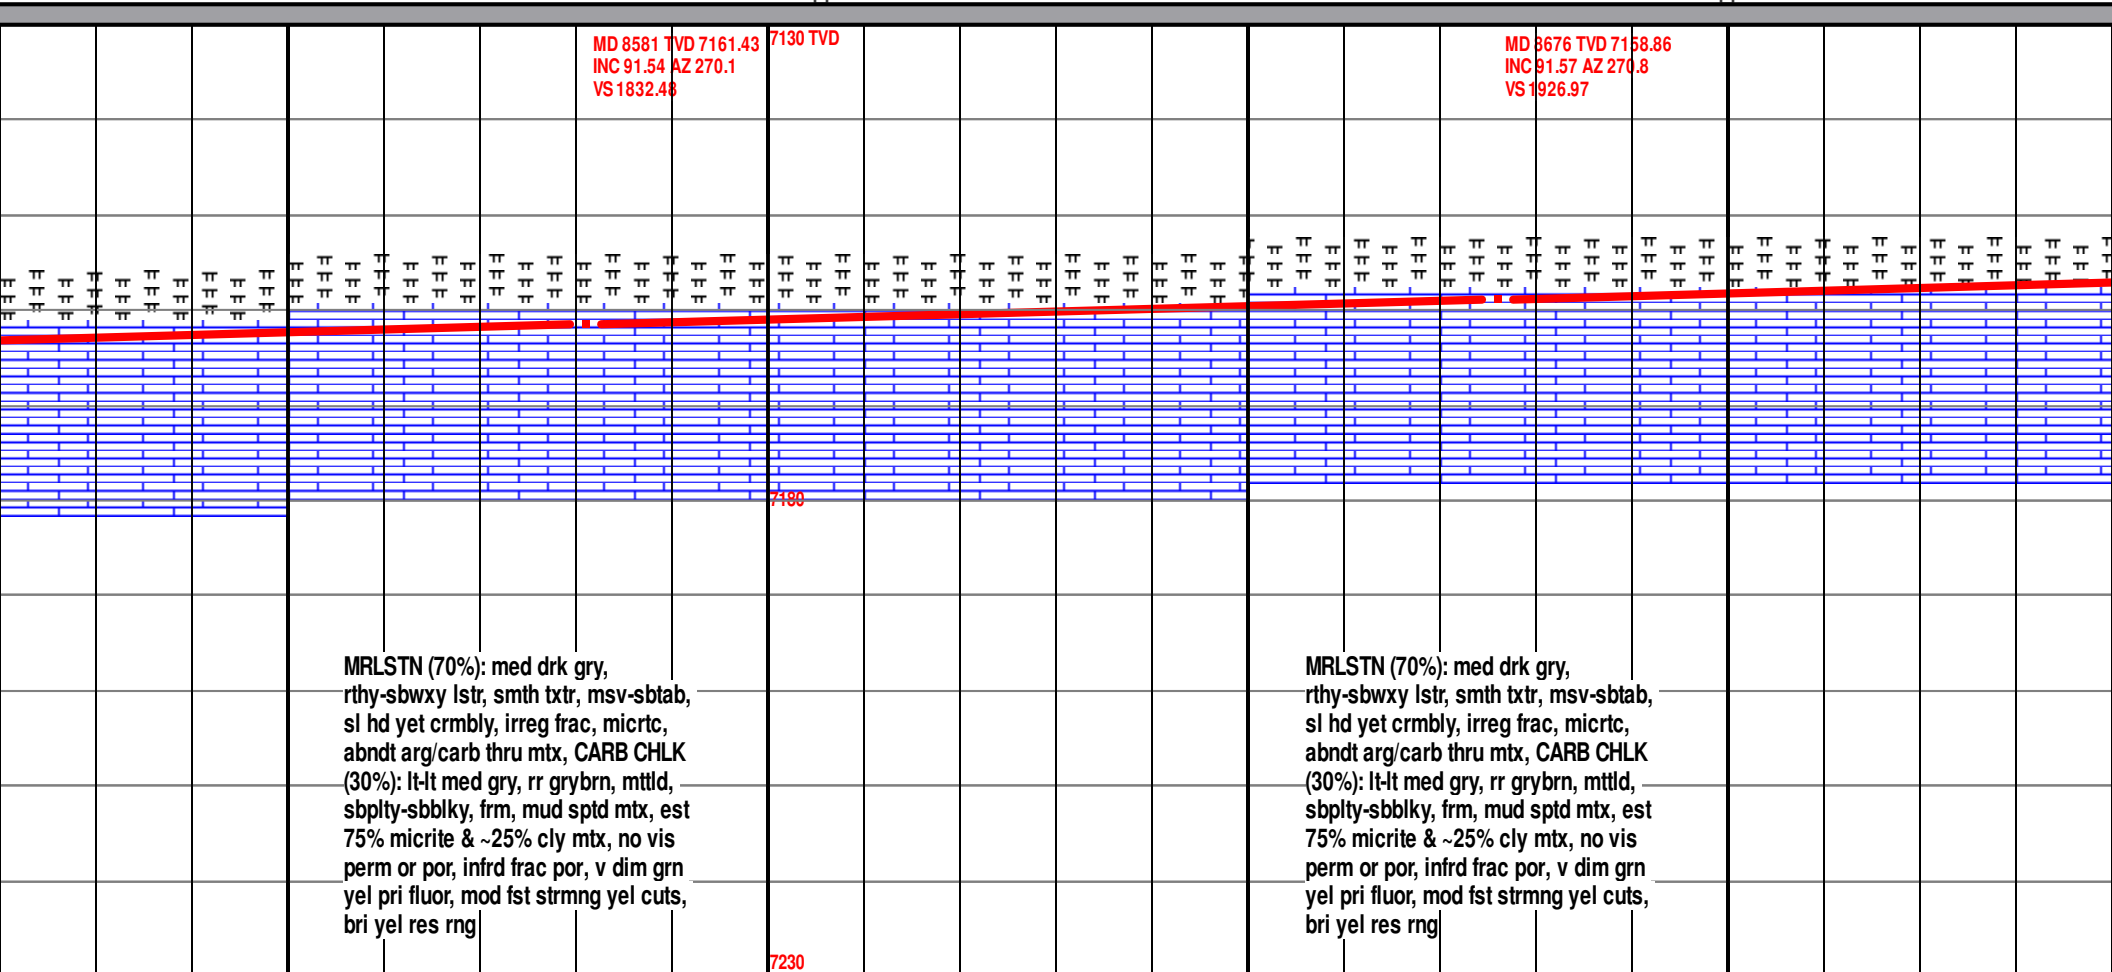 MD 8581 TVD 7161.43
INC 91.54 AZ 270.1
VS 1832.48
7130 TVD
MD 8676 TVD 7158.86
INC 91.57 AZ 270.8
VS 1926.97
7180
MRLSTN (70%): med drk gry,
rthy-sbwxy lstr, smth txtr, msv-sbtab,
sl hd yet crmbly, irreg frac, micrtc,
abndt arg/carb thru mtx, CARB CHLK
(30%): lt-lt med gry, rr grybrn, mttld,
sbplty-sbblky, frm, mud sptd mtx, est
75% micrite & ~25% cly mtx, no vis
perm or por, infrd frac por, v dim grn
yel pri fluor, mod fst strmng yel cuts,
bri yel res rng
MRLSTN (70%): med drk gry,
rthy-sbwxy lstr, smth txtr, msv-sbtab,
sl hd yet crmbly, irreg frac, micrtc,
abndt arg/carb thru mtx, CARB CHLK
(30%): lt-lt med gry, rr grybrn, mttld,
sbplty-sbblky, frm, mud sptd mtx, est
75% micrite & ~25% cly mtx, no vis
perm or por, infrd frac por, v dim grn
yel pri fluor, mod fst strmng yel cuts,
bri yel res rng
7230